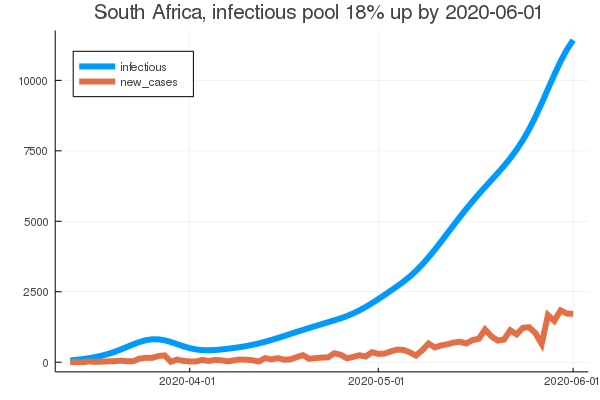 South Africa, infectious pool 18% up by 2020-06-01
infectious
new_cases
10000
7500
5000
2500
0
2020-04-01
2020-05-01
2020-06-01